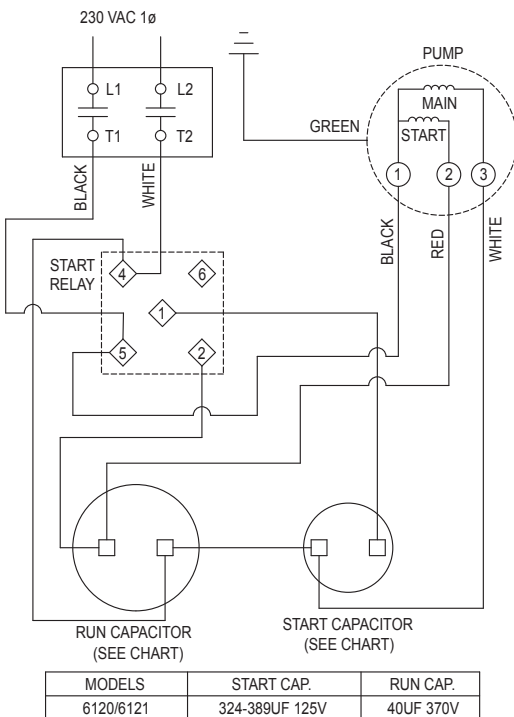 230 VAC 1ø
L1
L2
T1
T2
BLACK
WHITE
GREEN
PUMP
MAIN
START
1
2
3
BLACK
RED
WHITE
START
RELAY
4
6
1
5
2
RUN CAPACITOR
(SEE CHART)
START CAPACITOR
(SEE CHART)
MODELS START CAP. RUN CAP.
6120/6121 324-389UF 125V 40UF 370V